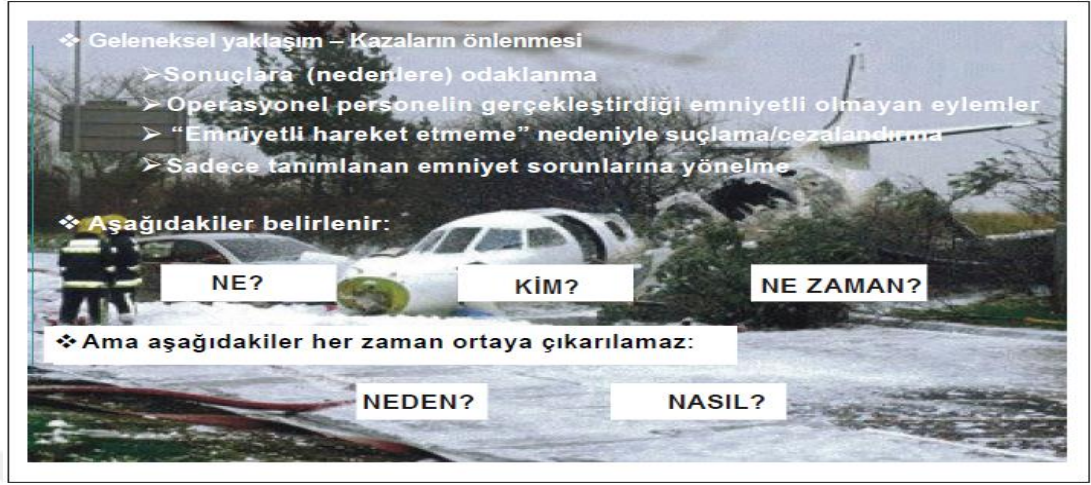 ❖ Geleneksel yaklaşım – Kazaların önlenmesi
➢Sonuçlara (nedenlere) odaklanma
➢Operasyonel personelin gerçekleştirdiği emniyetli olmayan eylemler
➢ “Emniyetli hareket etmeme” nedeniyle suçlama/cezalandırma
➢Sadece tanımlanan emniyet sorunlarına yönelme
❖ Aşağıdakiler belirlenir:
NE? KİM? NE ZAMAN?
❖ Ama aşağıdakiler her zaman ortaya çıkarılamaz:
NEDEN? NASIL?